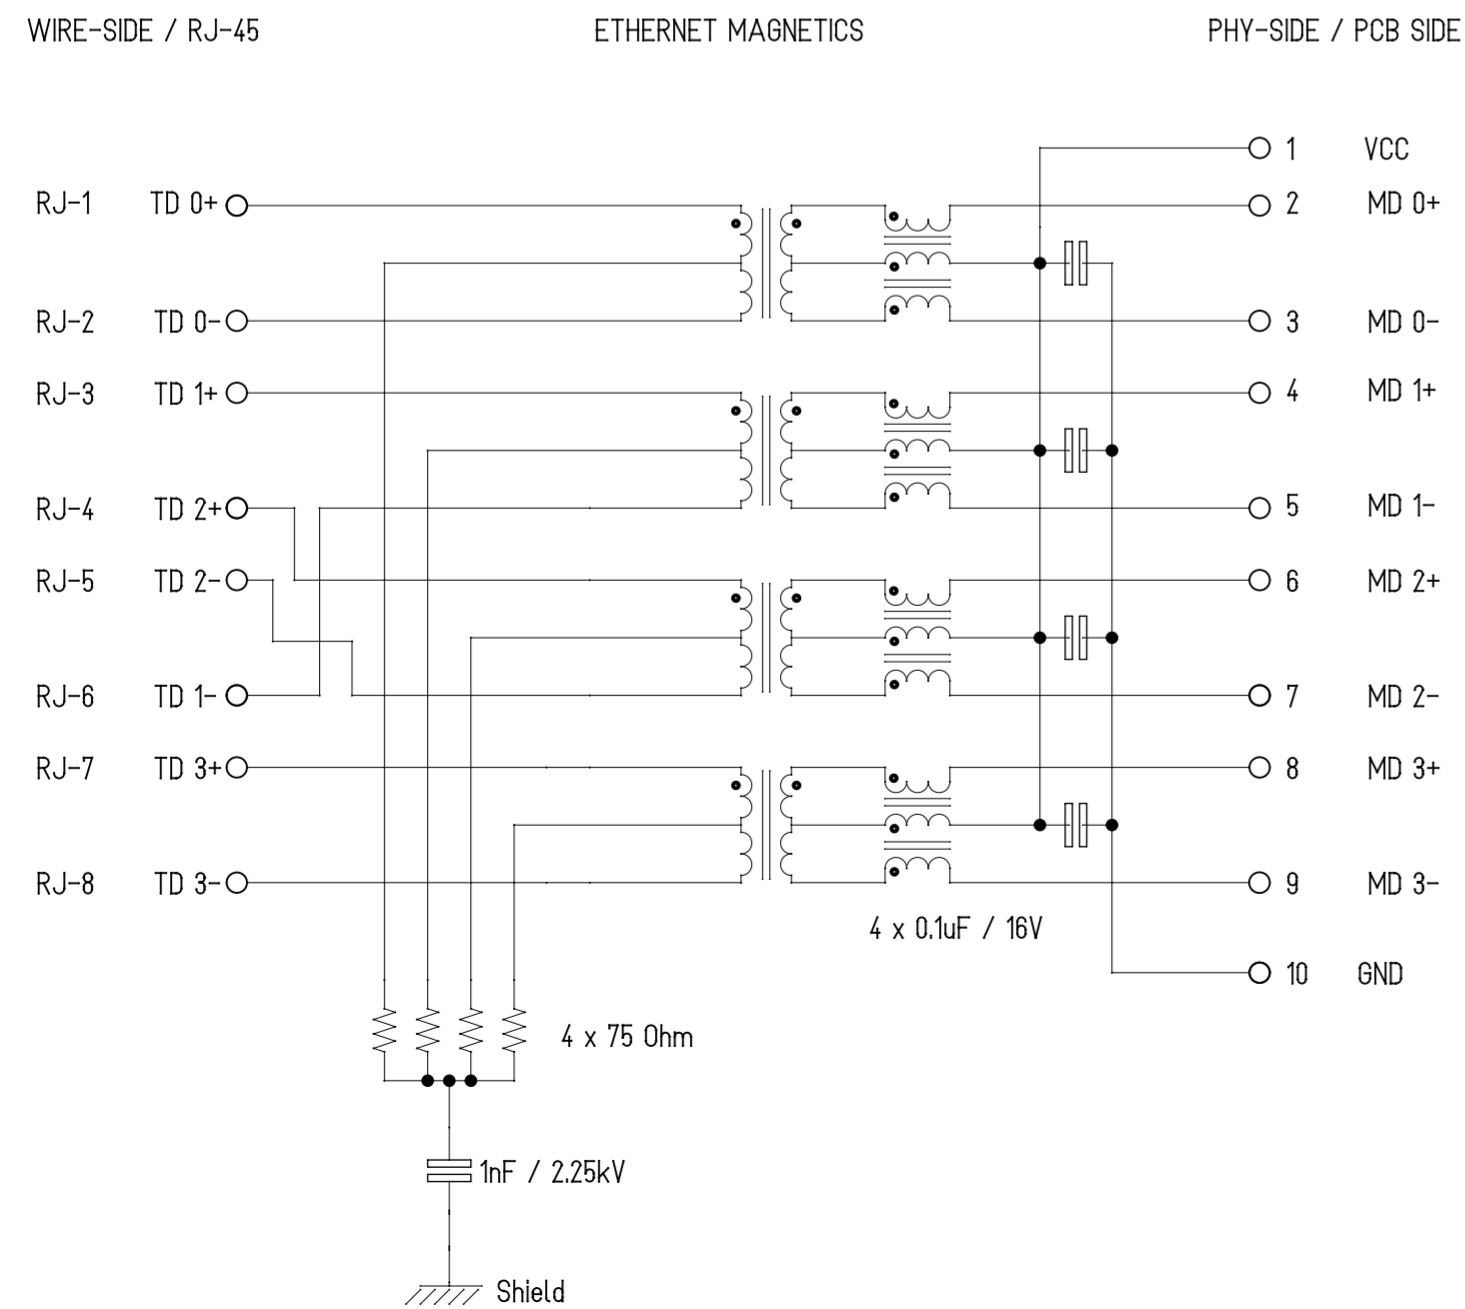 WIRE-SIDE / RJ-45 ETHERNET MAGNETICS PHY-SIDE / PCB SIDE
1 VCC
RJ-1 TD 0+ 2 MD 0+
RJ-2 TD 0- 3 MD 0-
RJ-3 TD 1+ 4 MD 1+
RJ-4 TD 2+ 5 MD 1-
RJ-5 TD 2- 6 MD 2+
RJ-6 TD 1- 7 MD 2-
RJ-7 TD 3+ 8 MD 3+
RJ-8 TD 3- 9 MD 3-
4 x 0.1uF / 16V
10 GND
4 x 75 Ohm
1nF / 2.25kV
Shield